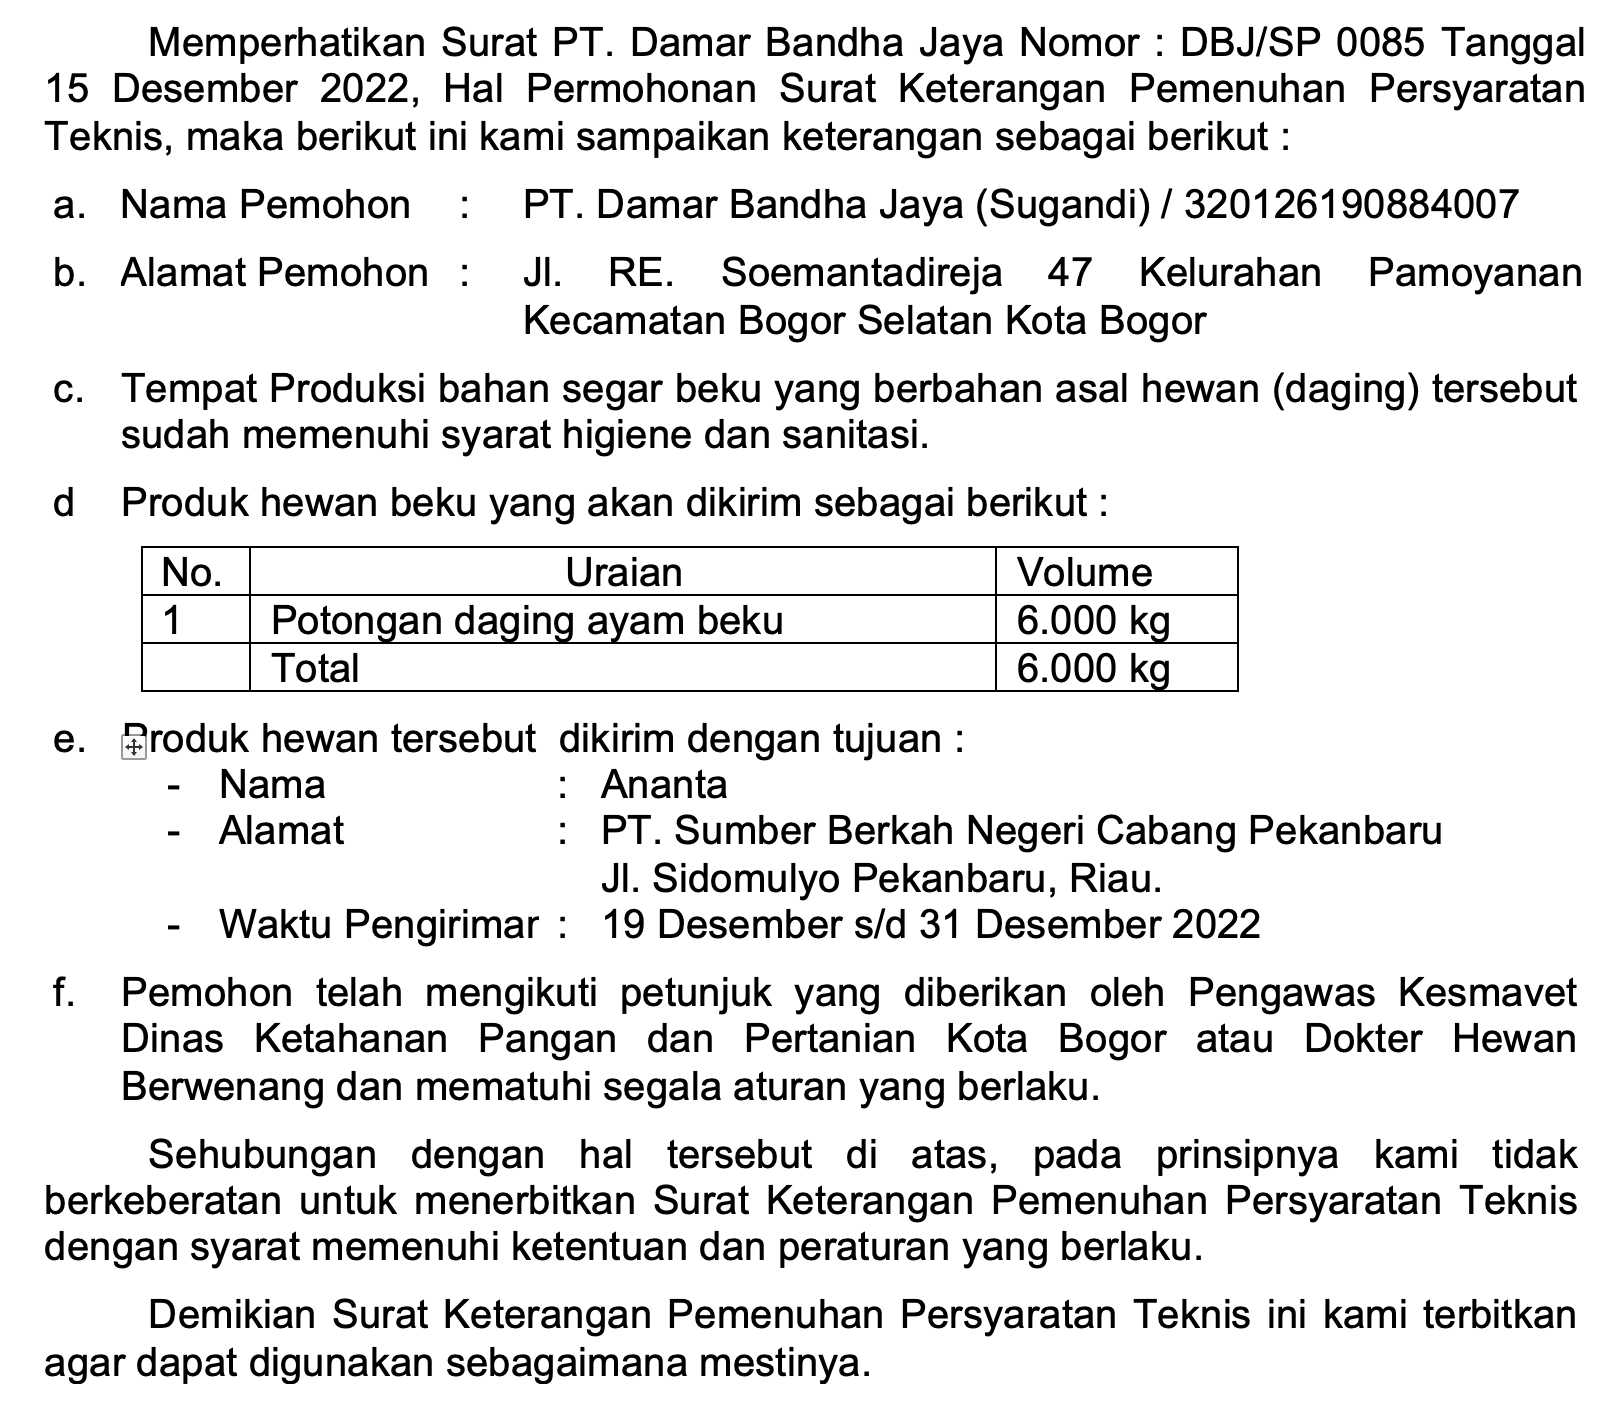 Memperhatikan Surat PT. Damar Bandha Jaya Nomor : DBJ/SP 0085 Tanggal
15 Desember 2022, Hal Permohonan Surat Keterangan Pemenuhan Persyaratan
Teknis, maka berikut ini kami sampaikan keterangan sebagai berikut :
a. Nama Pemohon : PT. Damar Bandha Jaya (Sugandi) / 320126190884007
b. Alamat Pemohon : Jl. RE. Soemantadireja 47 Kelurahan Pamoyanan
Kecamatan Bogor Selatan Kota Bogor
c. Tempat Produksi bahan segar beku yang berbahan asal hewan (daging) tersebut
sudah memenuhi syarat higiene dan sanitasi.
d Produk hewan beku yang akan dikirim sebagai berikut :
No. Uraian Volume
1 Potongan daging ayam beku 6.000 kg
Total 6.000 kg
e. Produk hewan tersebut dikirim dengan tujuan :
- Nama : Ananta
- Alamat : PT. Sumber Berkah Negeri Cabang Pekanbaru
Jl. Sidomulyo Pekanbaru, Riau.
- Waktu Pengirimar : 19 Desember s/d 31 Desember 2022
f. Pemohon telah mengikuti petunjuk yang diberikan oleh Pengawas Kesmavet
Dinas Ketahanan Pangan dan Pertanian Kota Bogor atau Dokter Hewan
Berwenang dan mematuhi segala aturan yang berlaku.
Sehubungan dengan hal tersebut di atas, pada prinsipnya kami tidak
berkeberatan untuk menerbitkan Surat Keterangan Pemenuhan Persyaratan Teknis
dengan syarat memenuhi ketentuan dan peraturan yang berlaku.
Demikian Surat Keterangan Pemenuhan Persyaratan Teknis ini kami terbitkan
agar dapat digunakan sebagaimana mestinya.